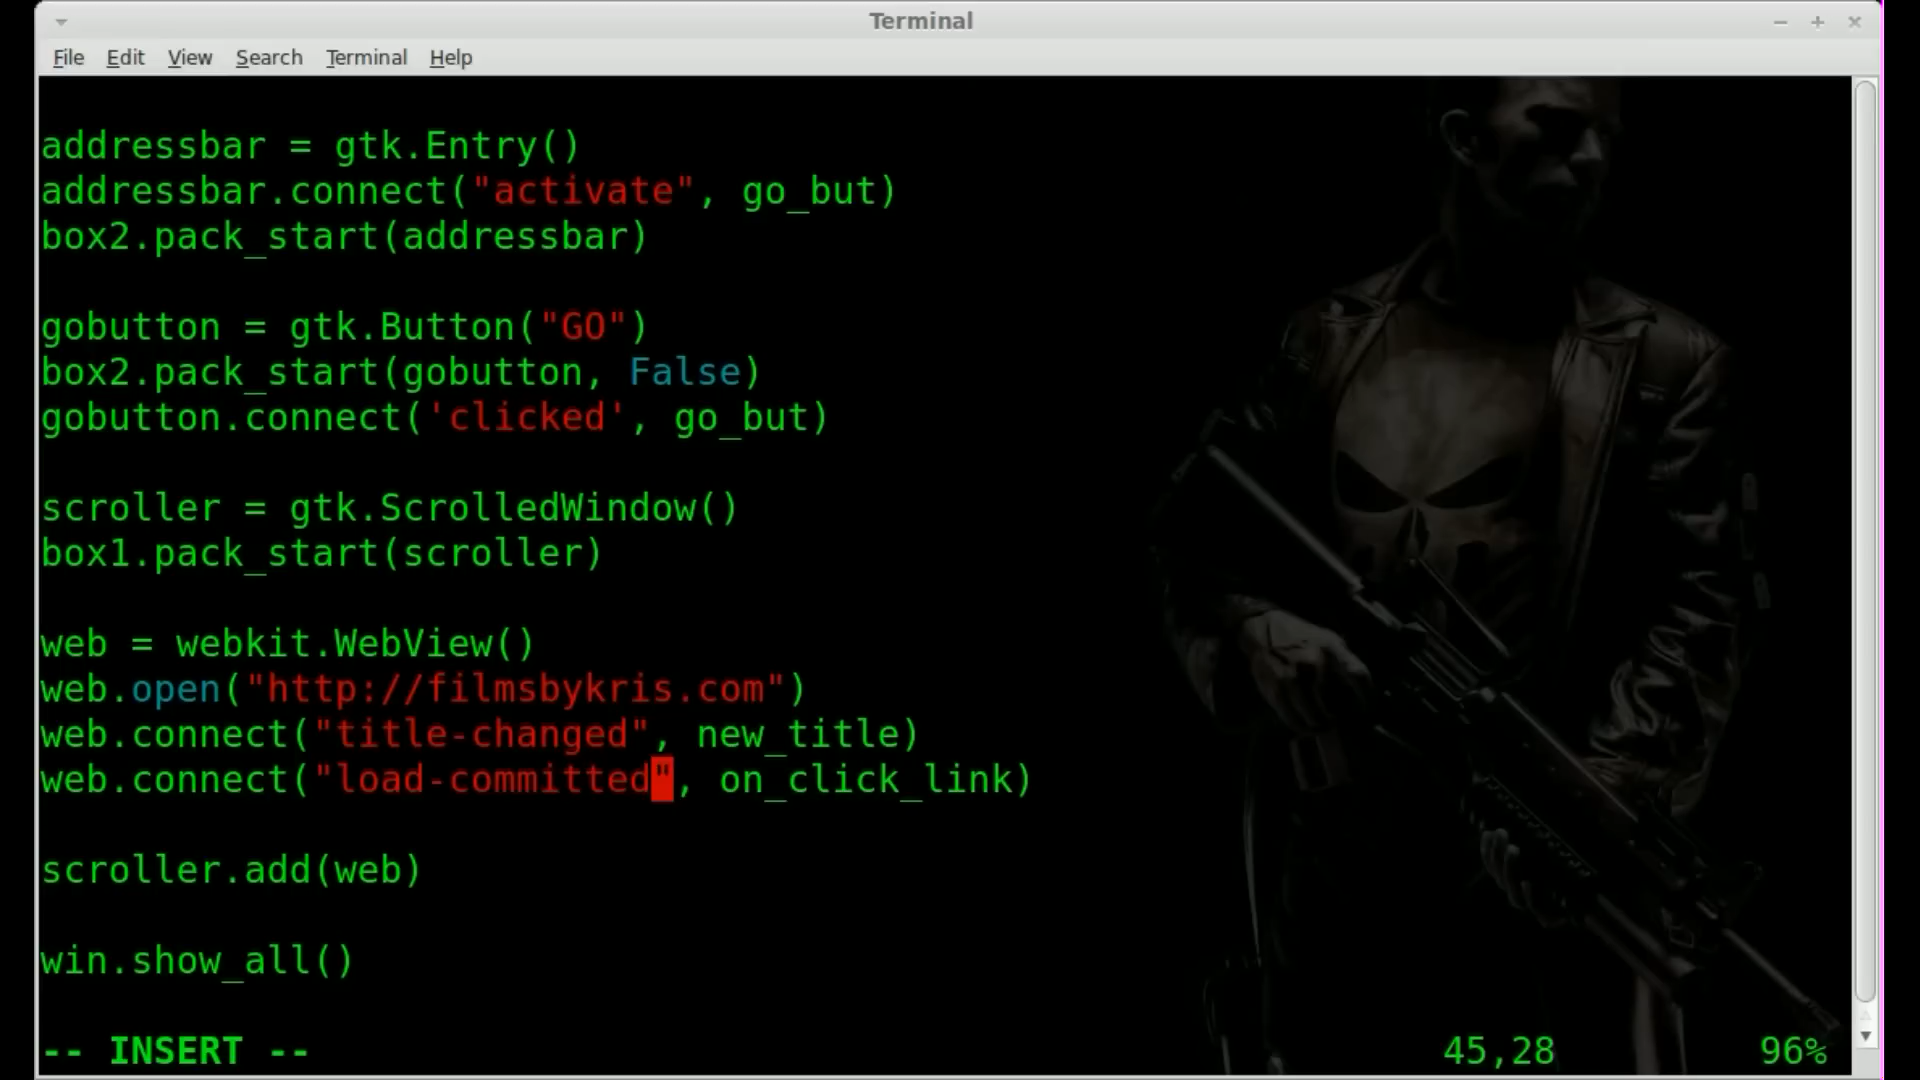 Terminal
File Edit View Search Terminal Help
addressbar = gtk.Entry()
addressbar.connect("activate", go_but)
box2.pack_start(addressbar)
gobutton = gtk.Button("GO")
box2.pack_start(gobutton, False)
gobutton.connect('clicked', go_but)
scroller = gtk.ScrolledWindow()
box1.pack_start(scroller)
web = webkit.WebView()
web.open("http://filmsbykris.com")
web.connect("title-changed", new_title)
web.connect("load-committed", on_click_link)
scroller.add(web)
win.show_all()
-- INSERT -- 45,28 96%